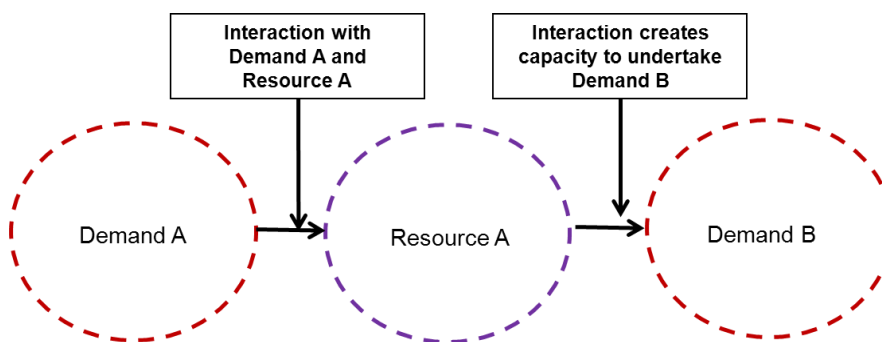 Interaction with
Demand A and
Resource A
Interaction creates
capacity to undertake
Demand B
Demand A
Resource A
Demand B